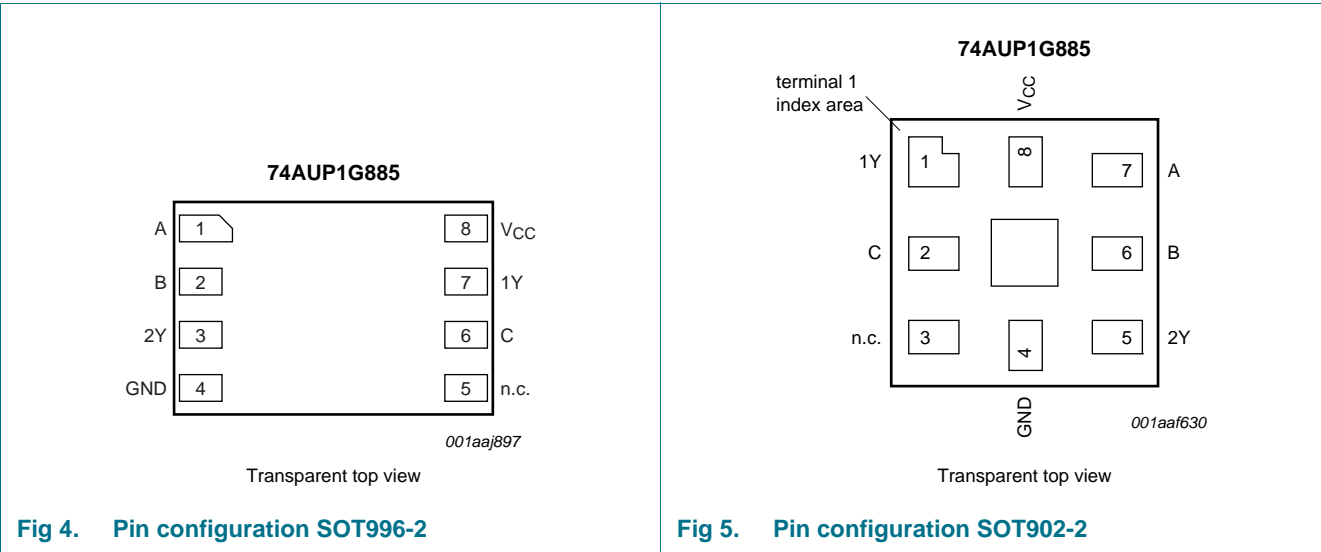 74AUP1G885
A 1 8 VCC
B 2 7 1Y
2Y 3 6 C
GND 4 5 n.c.
001aaj897
Transparent top view
Fig 4. Pin configuration SOT996-2
74AUP1G885
terminal 1
index area
VCC
1Y 1 8 7 A
C 2 6 B
n.c. 3 4 5 2Y
GND
001aaf630
Transparent top view
Fig 5. Pin configuration SOT902-2